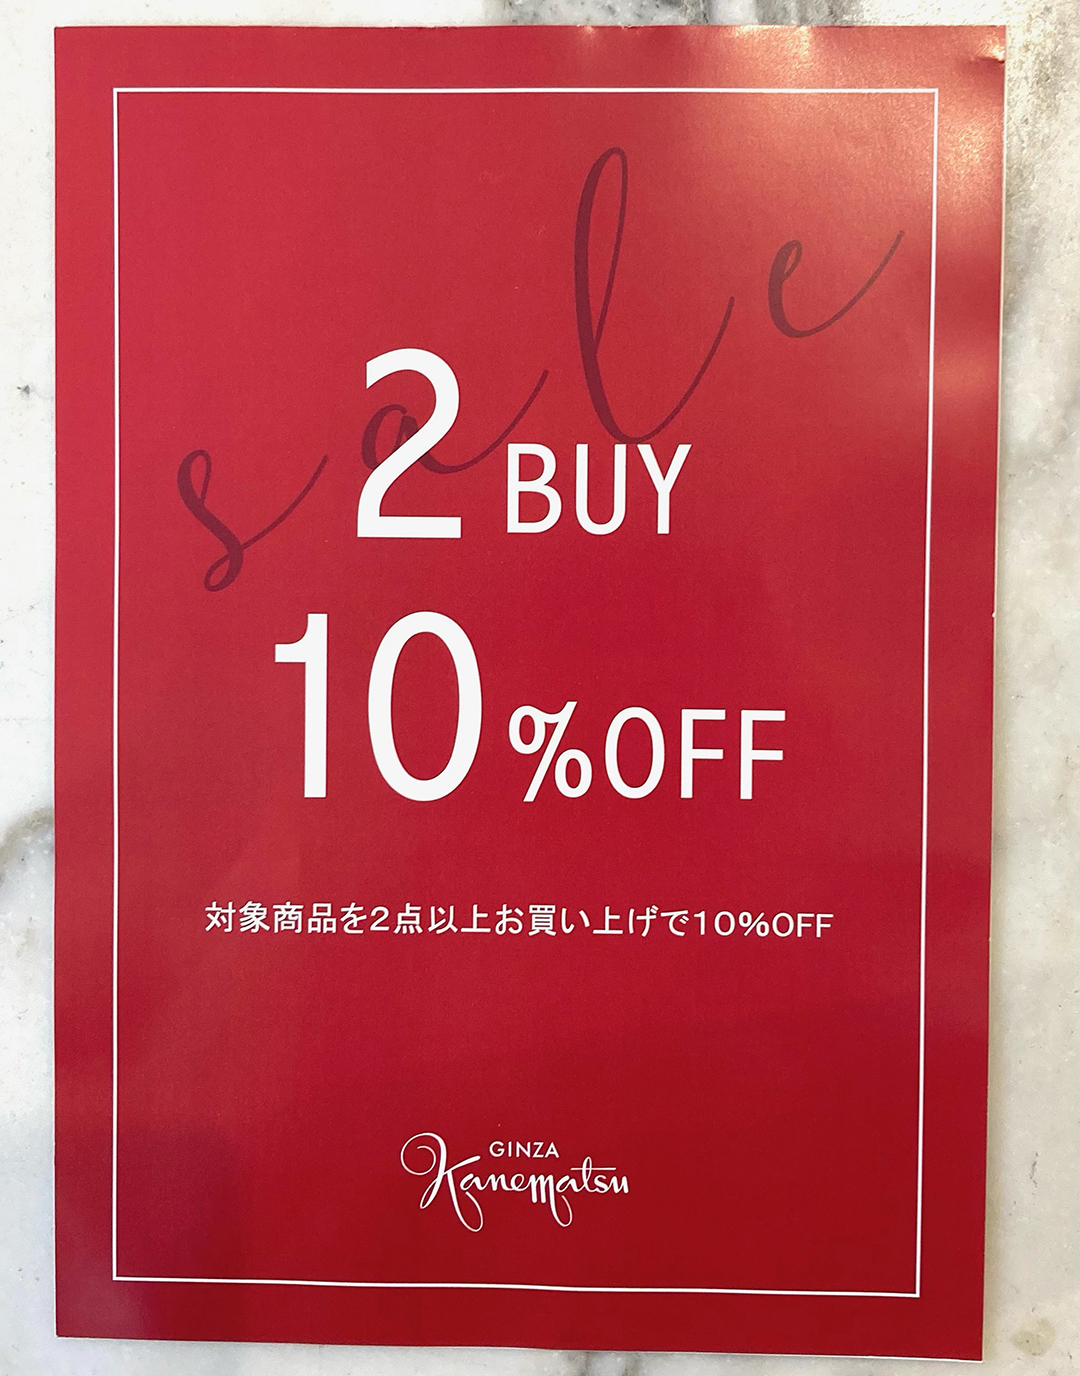 sale
2 BUY
10 %OFF
対象商品を2点以上お買い上げで10%OFF
GINZA
Kanematsu